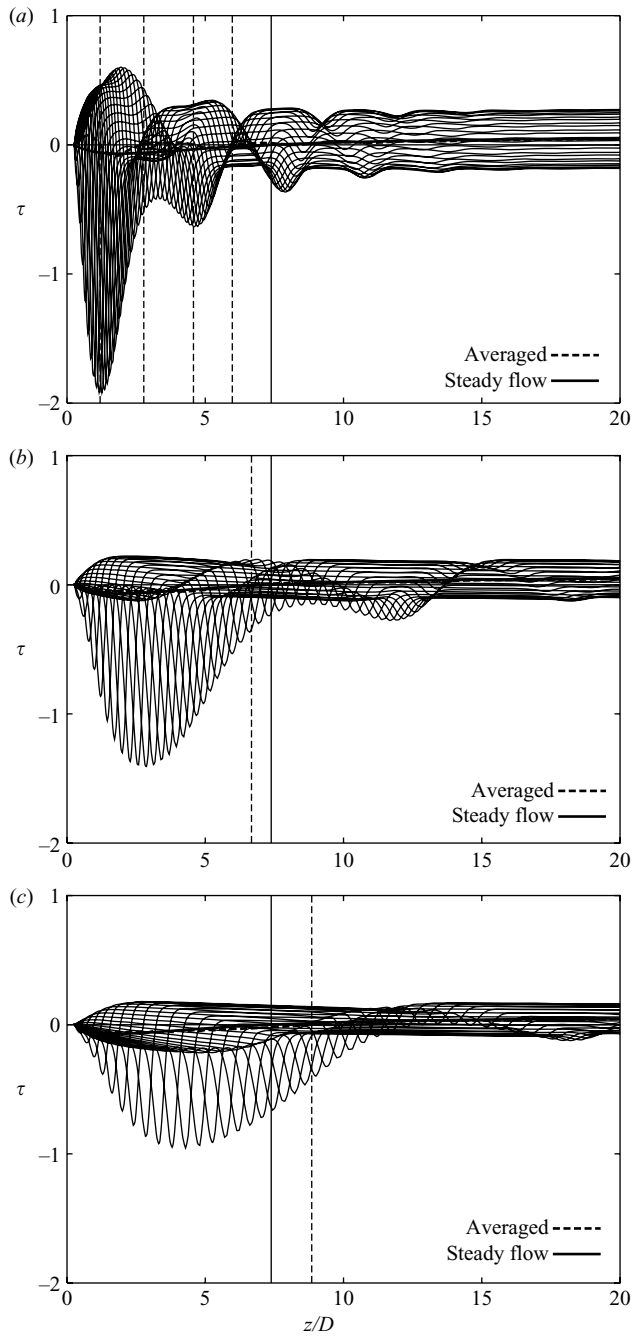 (a)
1
0
τ
–1
Averaged
Steady flow
–2
0 5 10 15 20
(b)
1
0
τ
–1
Averaged
Steady flow
–2
0 5 10 15 20
(c)
1
0
τ
–1
Averaged
Steady flow
–2
0 5 10 15 20
z/D